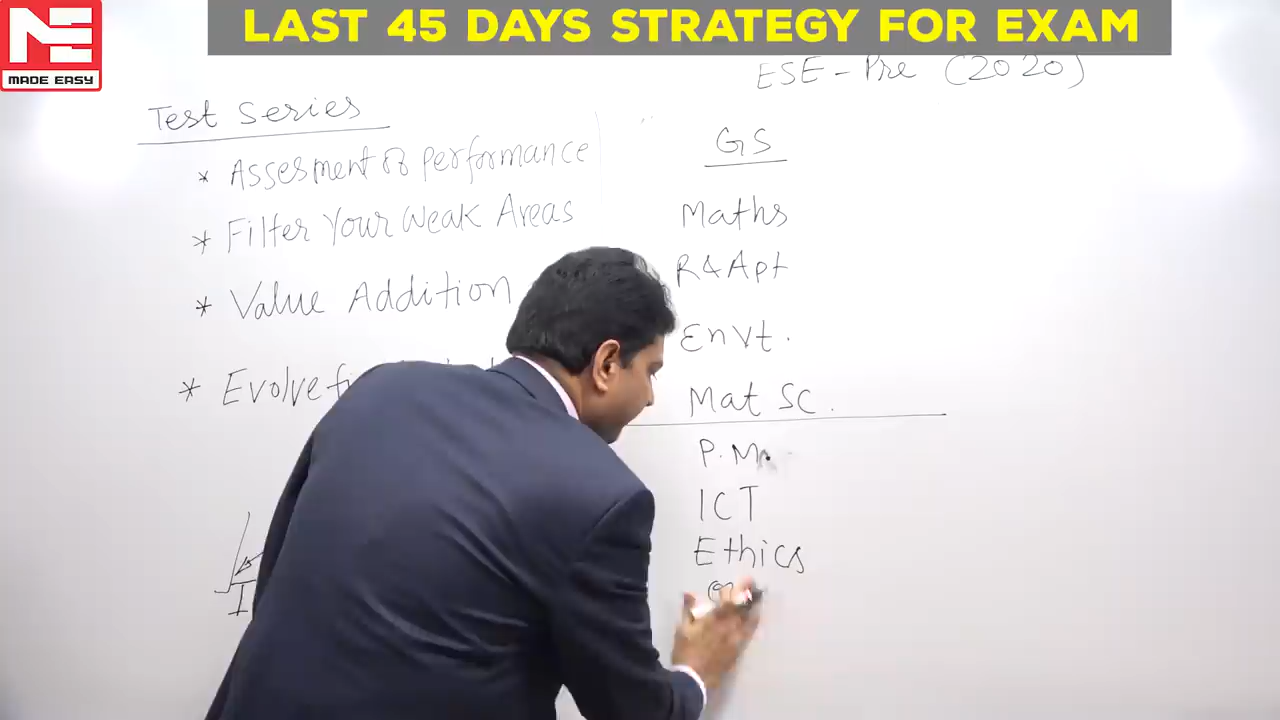 LAST 45 DAYS STRATEGY FOR EXAM
MADE EASY
ESE - Pre (2020)
Test Series
* Assesment of performance
* Filter Your Weak Areas
* Value Addition
* Evolve
GS
Maths
R&Apt
Envt.
Mat Sc.
P.M.
ICT
Ethics
I